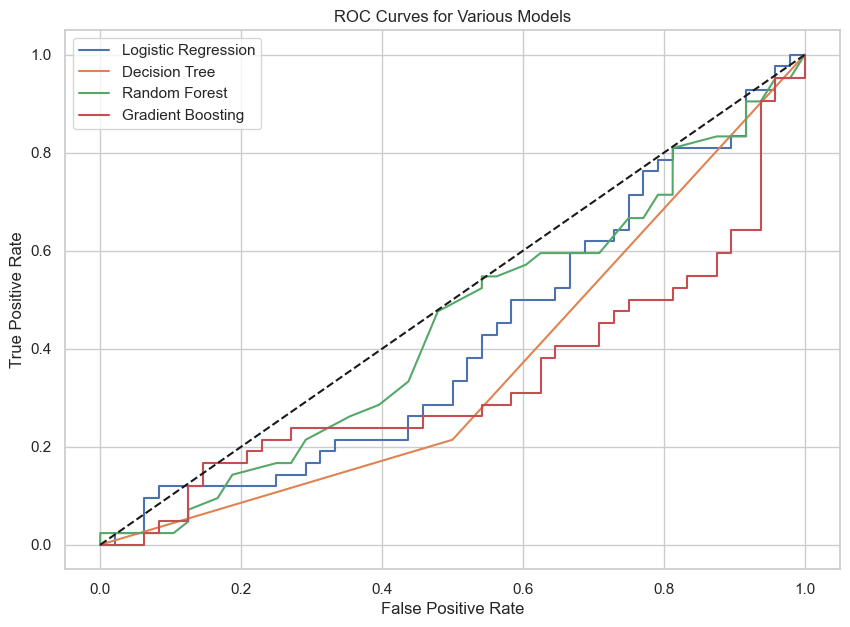 ROC Curves for Various Models
Logistic Regression
Decision Tree
Random Forest
Gradient Boosting
True Positive Rate
1.0
0.8
0.6
0.4
0.2
0.0
0.0 0.2 0.4 0.6 0.8 1.0
False Positive Rate